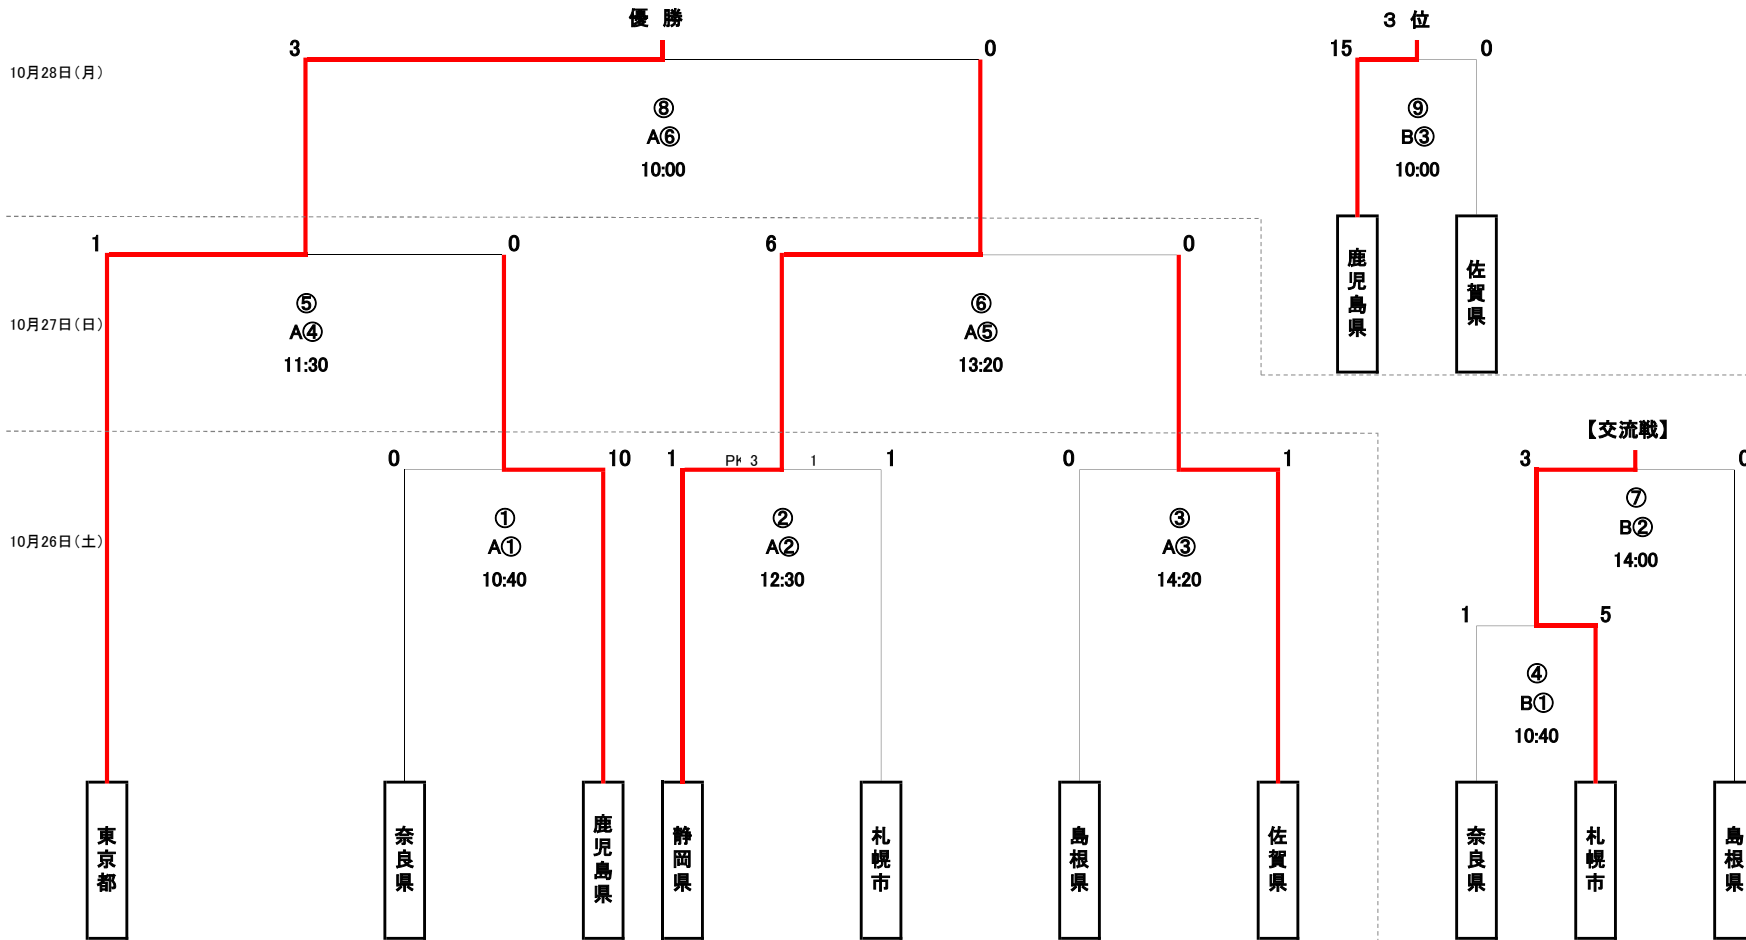 優 勝
3 位
3
0
15
0
10月28日(月)
⑧
A⑥
10:00
⑨
B③
10:00
1
0
6
0
鹿児島県
佐賀県
10月27日(日)
⑤
A④
11:30
⑥
A⑤
13:20
【交流戦】
0
10
1
PK 3
1
1
0
1
3
0
10月26日(土)
①
A①
10:40
②
A②
12:30
③
A③
14:20
⑦
B②
14:00
1
5
④
B①
10:40
東京都
奈良県
鹿児島県
静岡県
札幌市
島根県
佐賀県
奈良県
札幌市
島根県